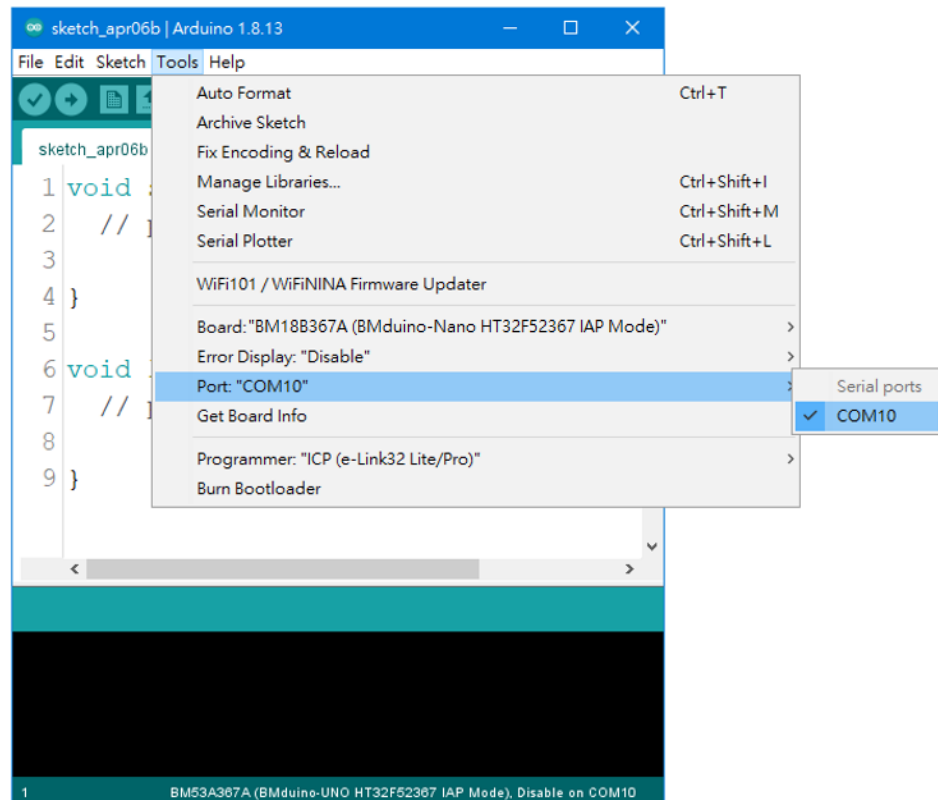 sketch_apr06b | Arduino 1.8.13
File Edit Sketch Tools Help
Auto Format Ctrl+T
Archive Sketch
Fix Encoding & Reload
Manage Libraries... Ctrl+Shift+I
Serial Monitor Ctrl+Shift+M
Serial Plotter Ctrl+Shift+L
WiFi101 / WiFiNINA Firmware Updater
Board:"BM18B367A (BMduino-Nano HT32F52367 IAP Mode)"
Error Display: "Disable"
Port: "COM10"
Get Board Info
Programmer: "ICP (e-Link32 Lite/Pro)"
Burn Bootloader
Serial ports
COM10
sketch_apr06b
1 void
2 //
3
4 }
5
6 void
7 //
8
9 }
1 BM53A367A (BMduino-UNO HT32F52367 IAP Mode), Disable on COM10